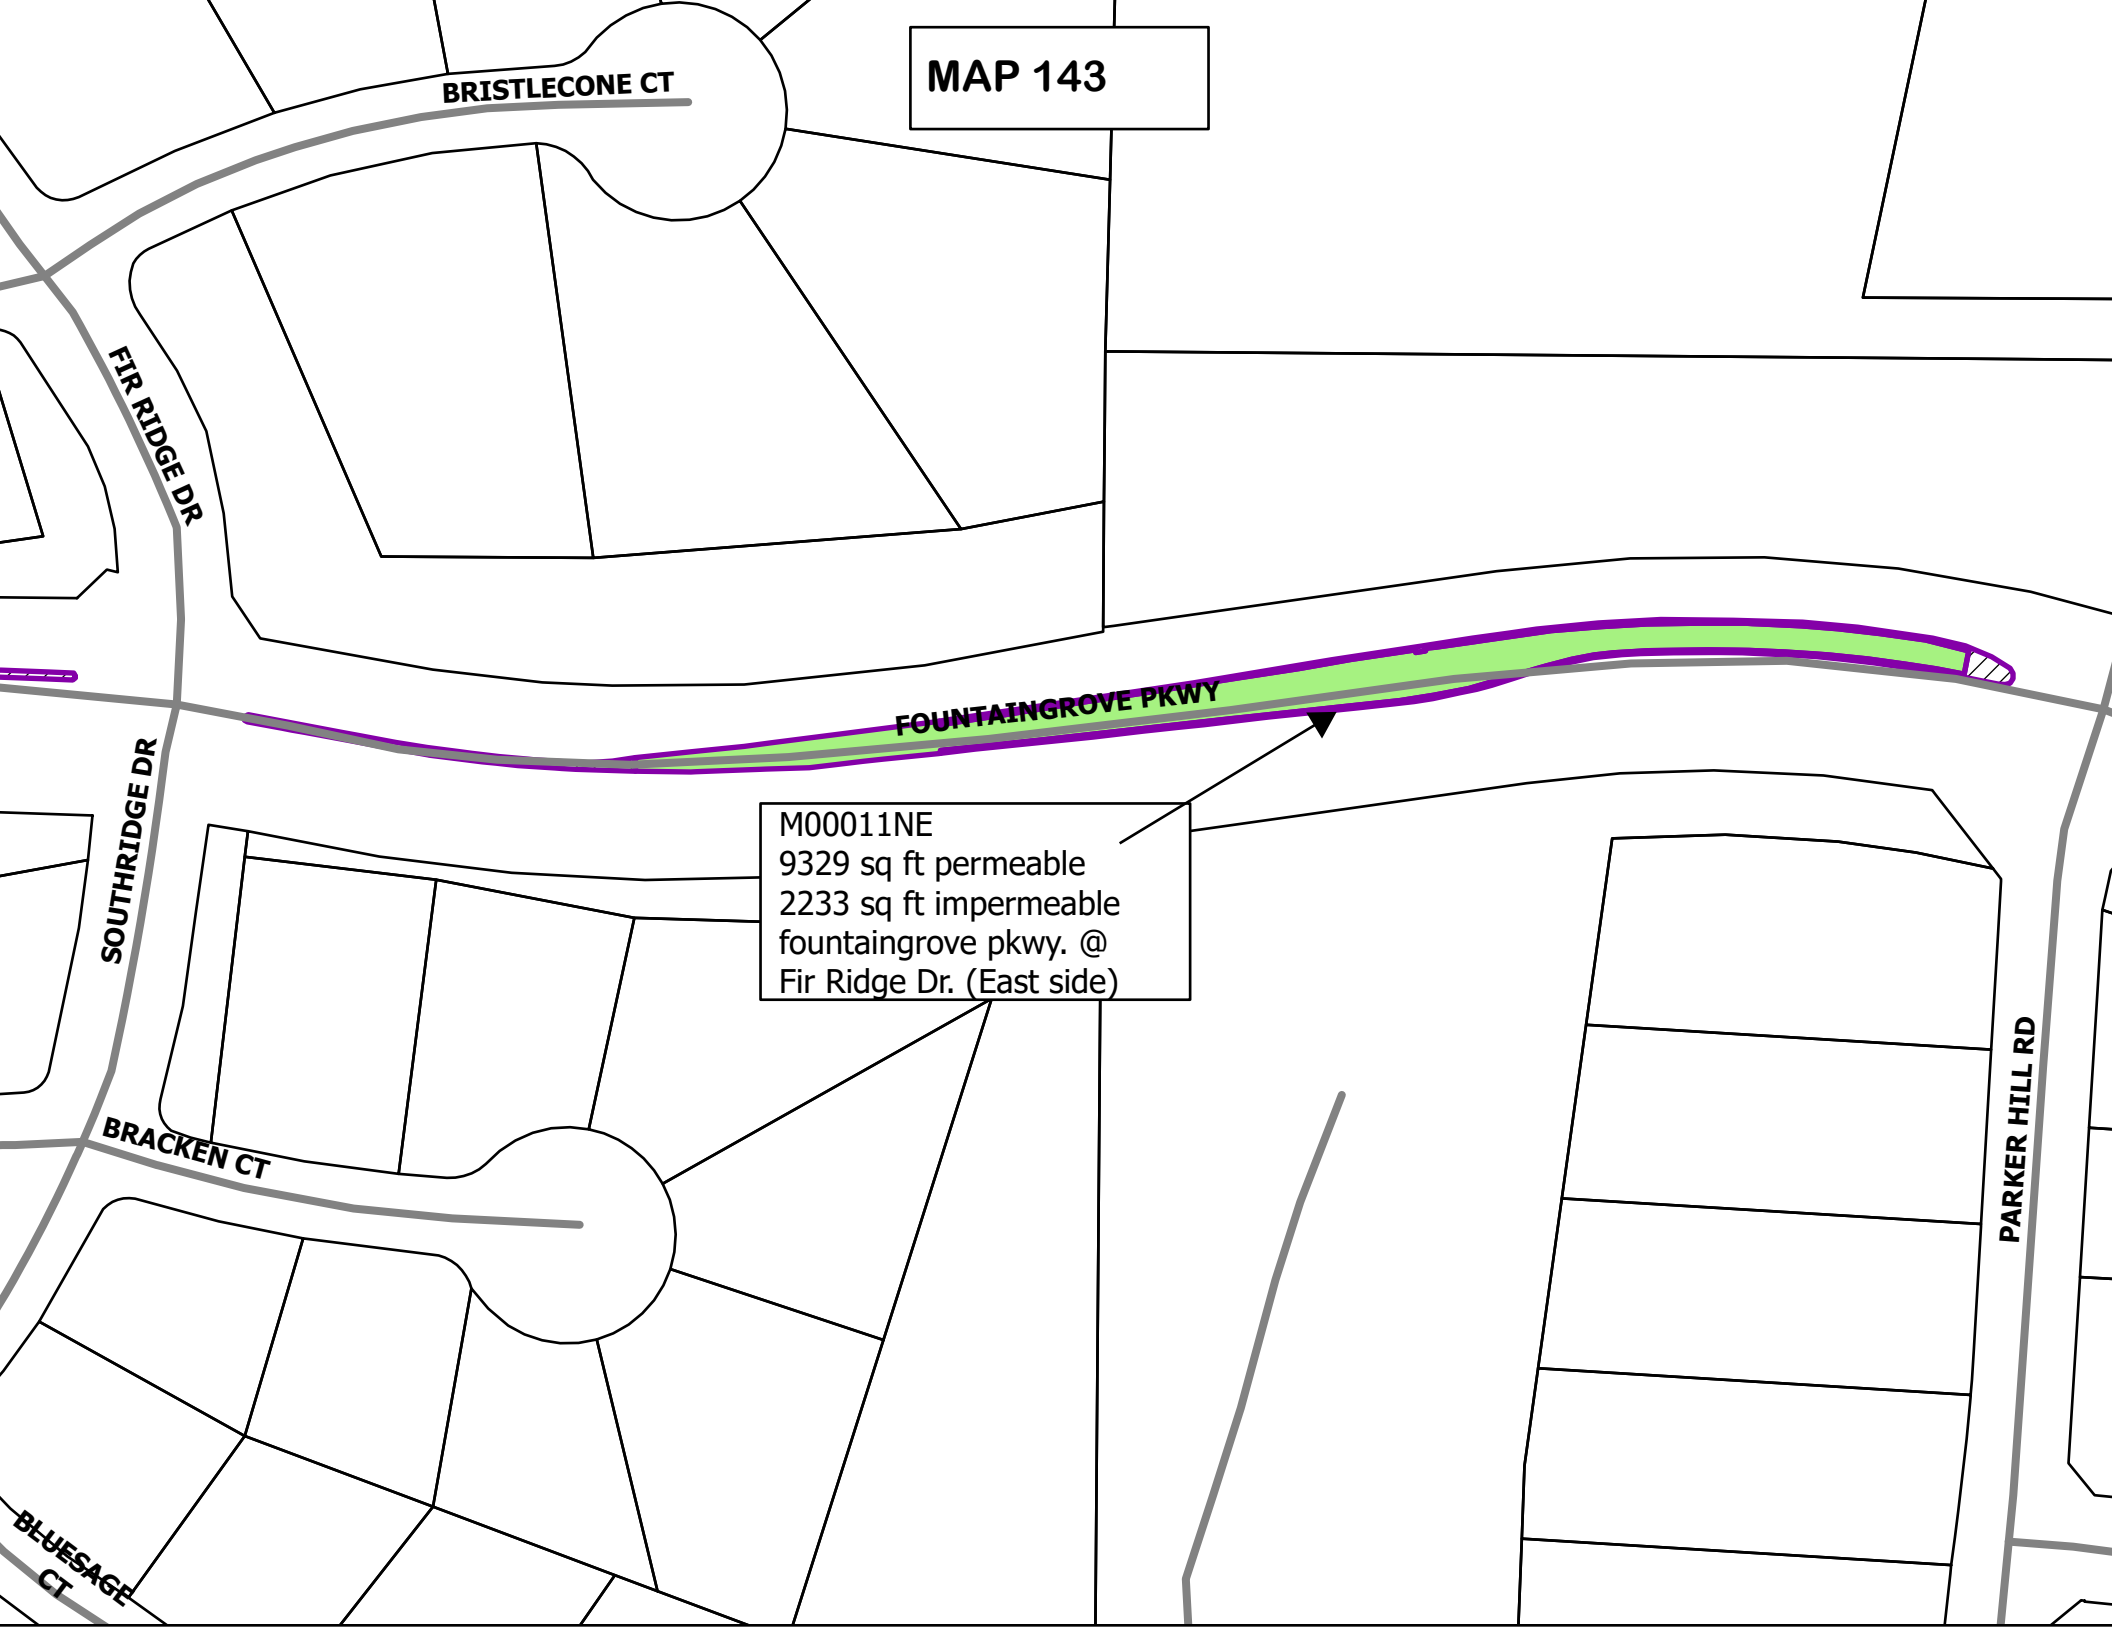 BRISTLECONE CT
MAP 143
FIR RIDGE DR
FOUNTAINGROVE PKWY
SOUTHRIDGE DR
M00011NE
9329 sq ft permeable
2233 sq ft impermeable
fountaingrove pkwy. @
Fir Ridge Dr. (East side)
PARKER HILL RD
BRACKEN CT
BLUESAGE
CT